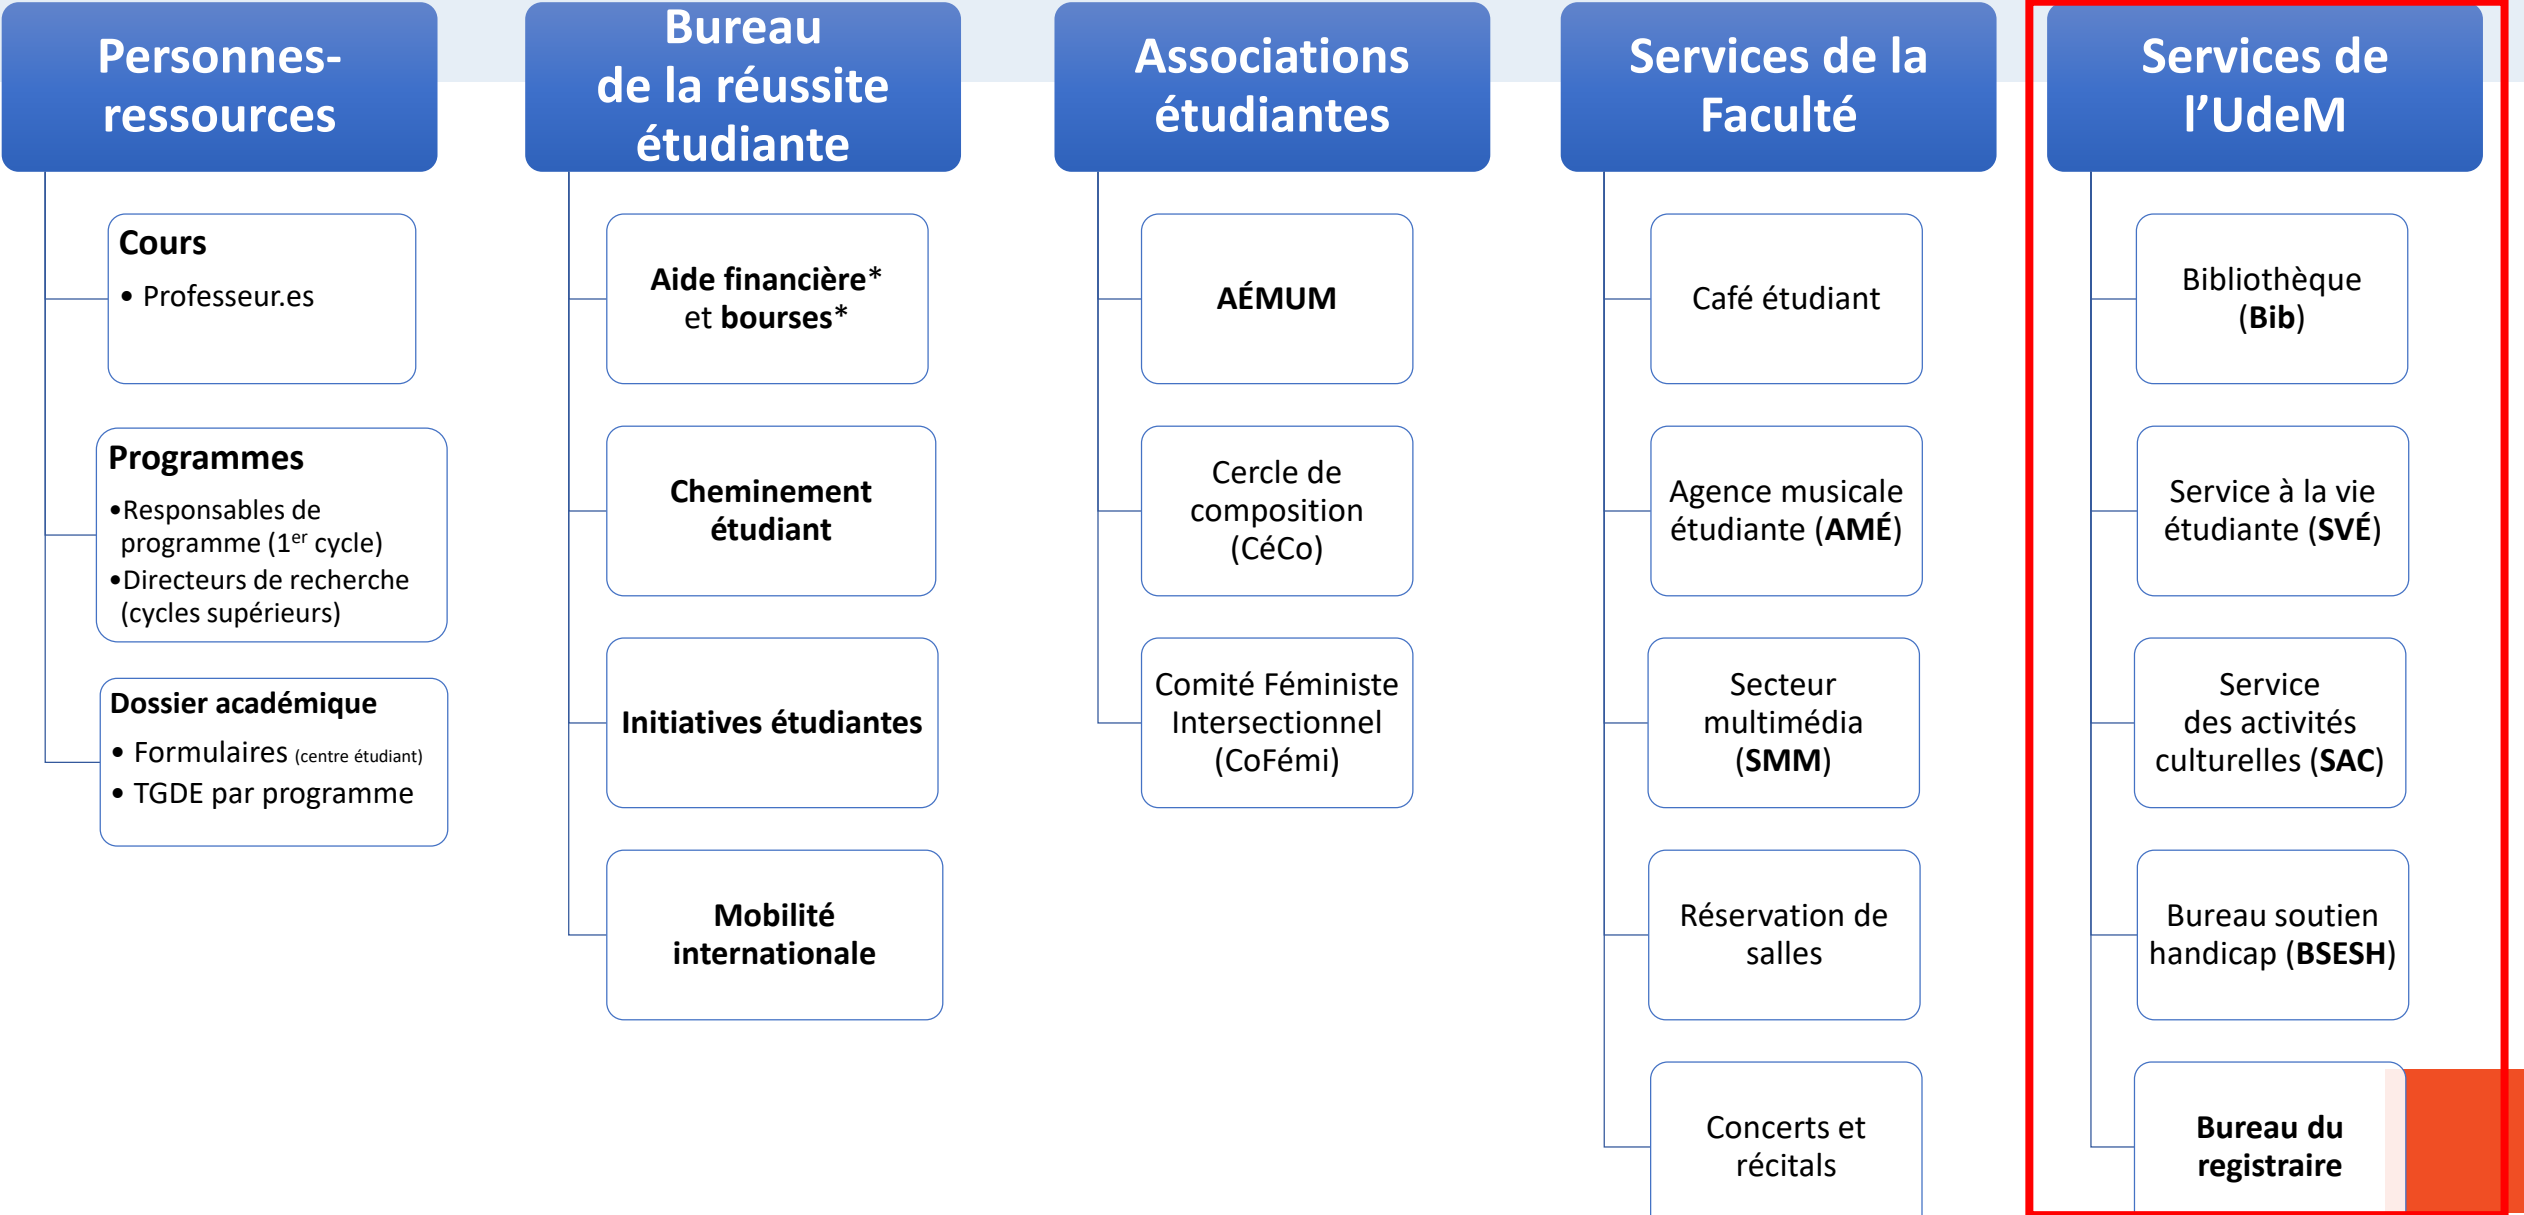 Personnes-
ressources
Cours
• Professeur.es
Programmes
•Responsables de
programme (1er cycle)
•Directeurs de recherche
(cycles supérieurs)
Dossier académique
• Formulaires (centre étudiant)
• TGDE par programme
Bureau
de la réussite
étudiante
Aide financière*
et bourses*
Cheminement
étudiant
Initiatives étudiantes
Mobilité
internationale
Associations
étudiantes
AÉMUM
Cercle de
composition
(CéCo)
Comité Féministe
Intersectionnel
(CoFémi)
Services de la
Faculté
Café étudiant
Agence musicale
étudiante (AMÉ)
Secteur
multimédia
(SMM)
Réservation de
salles
Concerts et
récitals
Services de
l’UdeM
Bibliothèque
(Bib)
Service à la vie
étudiante (SVÉ)
Service
des activités
culturelles (SAC)
Bureau soutien
handicap (BSESH)
Bureau du
registraire